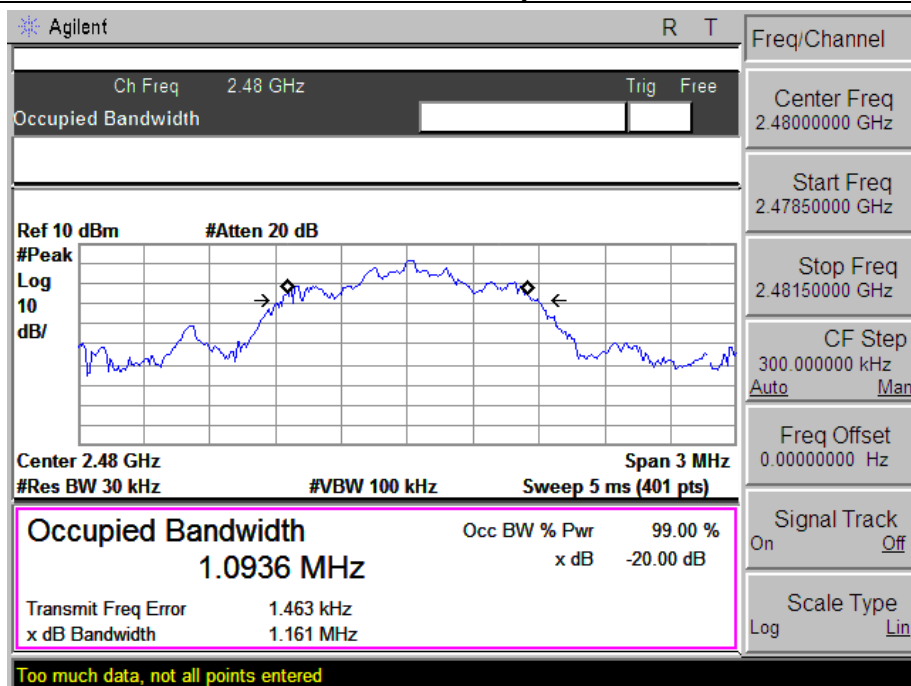 Agilent R T
Ch Freq 2.48 GHz Trig Free
Occupied Bandwidth
Ref 10 dBm #Atten 20 dB
#Peak
Log
10
dB/
Center 2.48 GHz Span 3 MHz
#Res BW 30 kHz #VBW 100 kHz Sweep 5 ms (401 pts)
Occupied Bandwidth
1.0936 MHz
Occ BW % Pwr 99.00 %
x dB -20.00 dB
Transmit Freq Error 1.463 kHz
x dB Bandwidth 1.161 MHz
Too much data, not all points entered
Freq/Channel
Center Freq
2.48000000 GHz
Start Freq
2.47850000 GHz
Stop Freq
2.48150000 GHz
CF Step
300.000000 kHz
Auto Man
Freq Offset
0.00000000 Hz
Signal Track
On Off
Scale Type
Log Lin